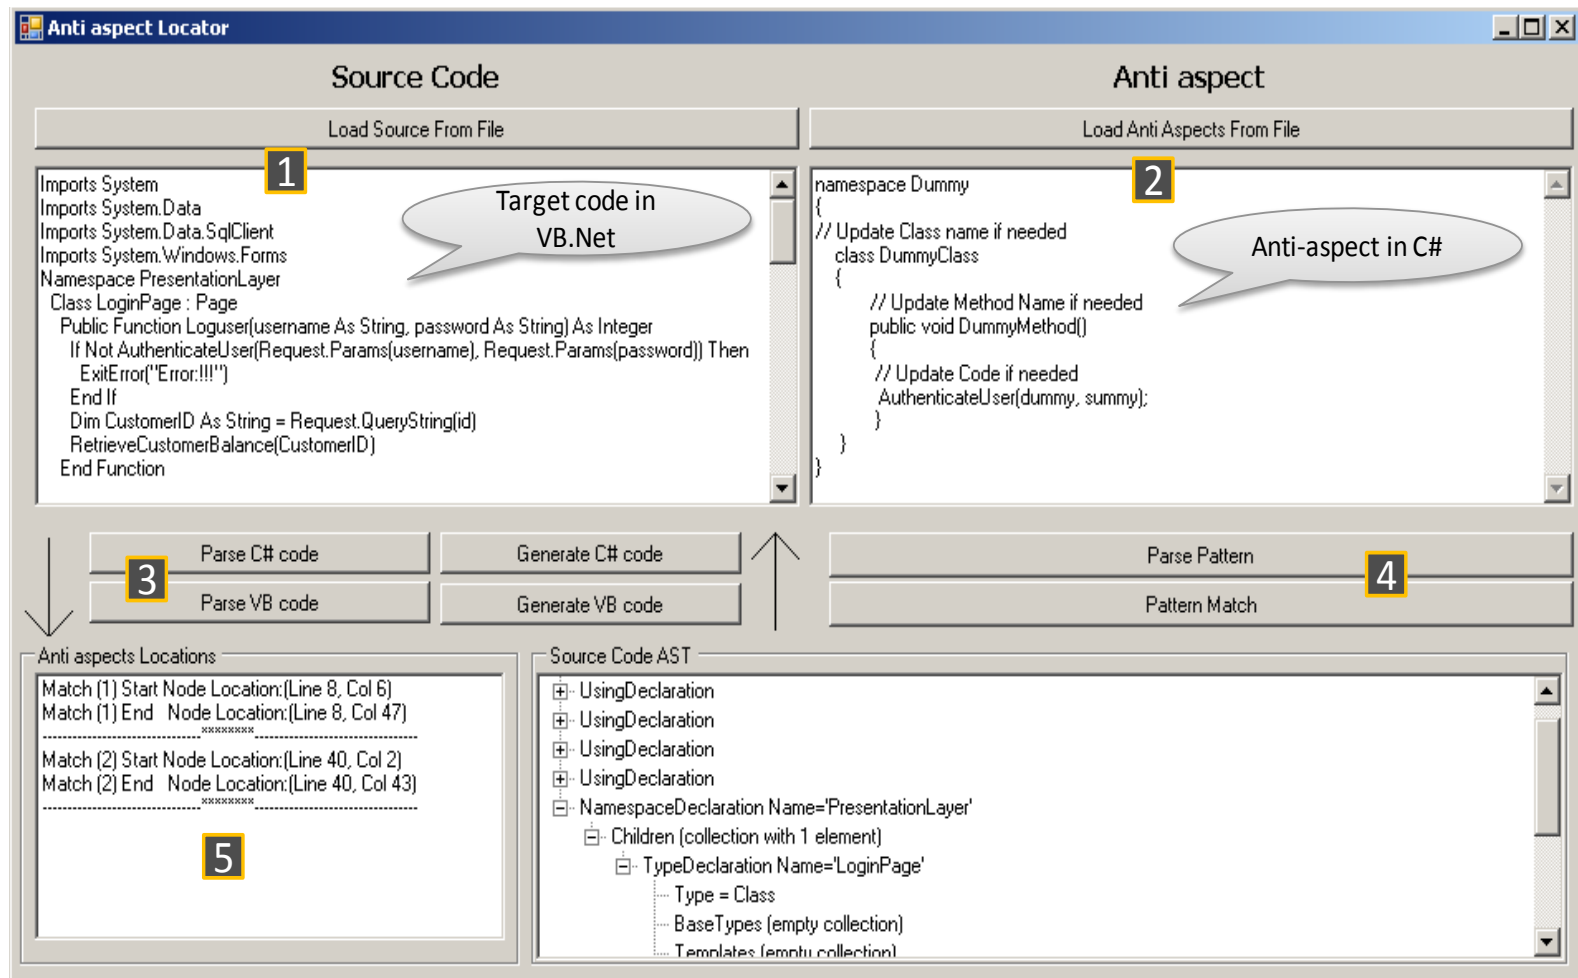 Anti aspect Locator
Source Code
Anti aspect
Load Source From File
Load Anti Aspects From File
1
2
Imports System
Imports System.Data
Imports System.Data.SqlClient
Imports System.Windows.Forms
Namespace PresentationLayer
Class LoginPage : Page
Public Function Loguser(username As String, password As String) As Integer
If Not AuthenticateUser(Request.Params(username), Request.Params(password)) Then
ExitError("Error:!!!")
End If
Dim CustomerID As String = Request.QueryString(id)
RetrieveCustomerBalance(CustomerID)
End Function
Target code in
VB.Net
namespace Dummy
{
// Update Class name if needed
class DummyClass
{
// Update Method Name if needed
public void DummyMethod()
{
// Update Code if needed
AuthenticateUser(dummy, summy);
}
}
}
Anti-aspect in C#
Parse C# code
Generate C# code
Parse Pattern
3
4
Parse VB code
Generate VB code
Pattern Match
Anti aspects Locations
Match (1) Start Node Location:(Line 8, Col 6)
Match (1) End Node Location:(Line 8, Col 47)
--------------------------------********---------------------------------
Match (2) Start Node Location:(Line 40, Col 2)
Match (2) End Node Location:(Line 40, Col 43)
--------------------------------********---------------------------------
5
Source Code AST
UsingDeclaration
UsingDeclaration
UsingDeclaration
UsingDeclaration
NamespaceDeclaration Name='PresentationLayer'
Children (collection with 1 element)
TypeDeclaration Name='LoginPage'
Type = Class
BaseTypes (empty collection)
Templates (empty collection)